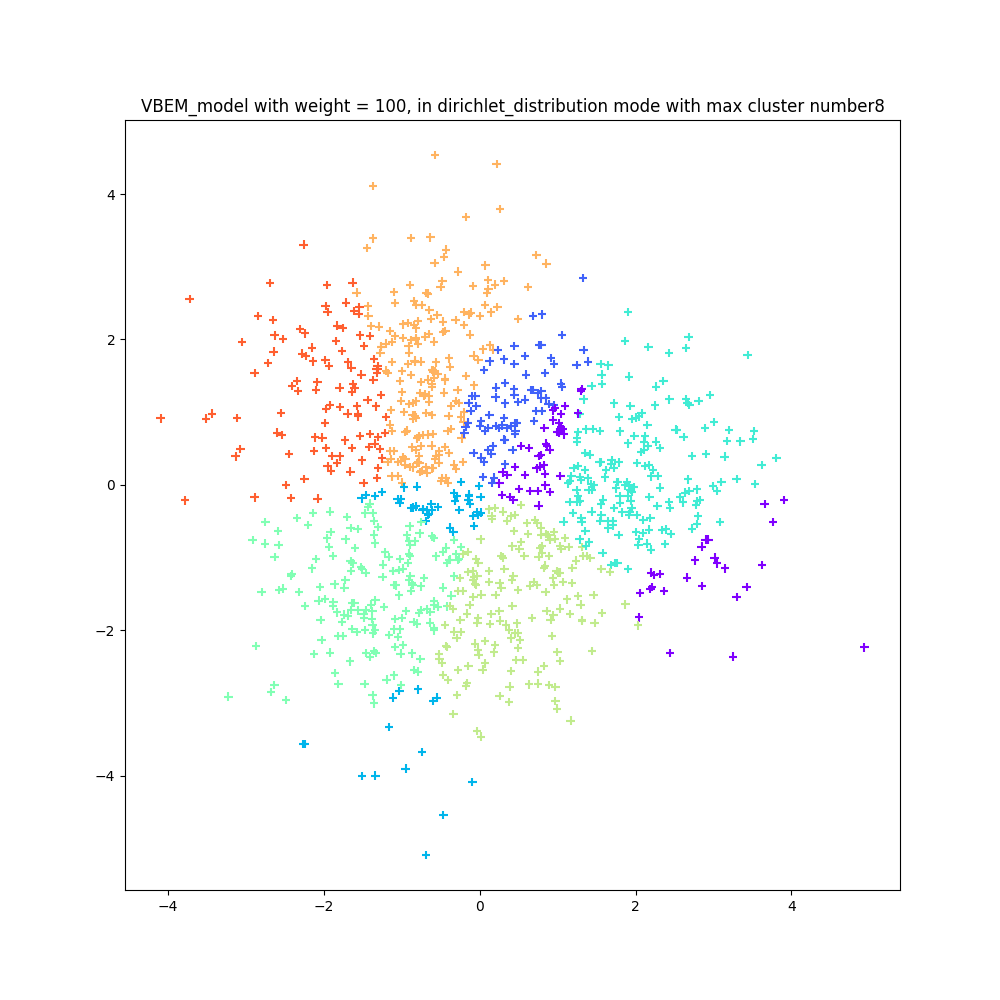 VBEM_model with weight = 100, in dirichlet_distribution mode with max cluster number8
4
2
0
−2
−4
−4 −2 0 2 4